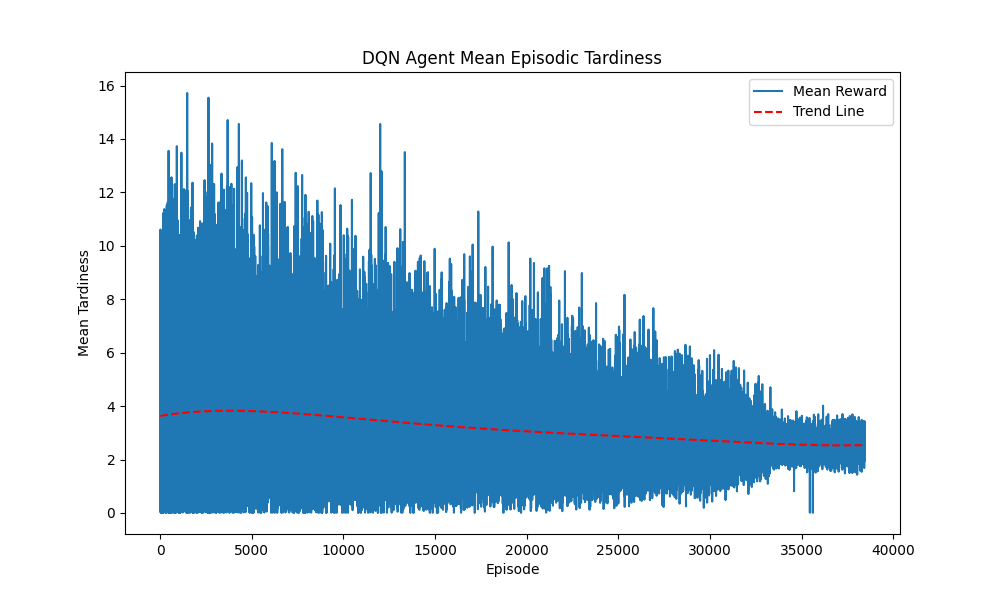 DQN Agent Mean Episodic Tardiness
Mean Reward
Trend Line
16
14
12
10
8
6
4
2
0
Mean Tardiness
0 5000 10000 15000 20000 25000 30000 35000 40000
Episode